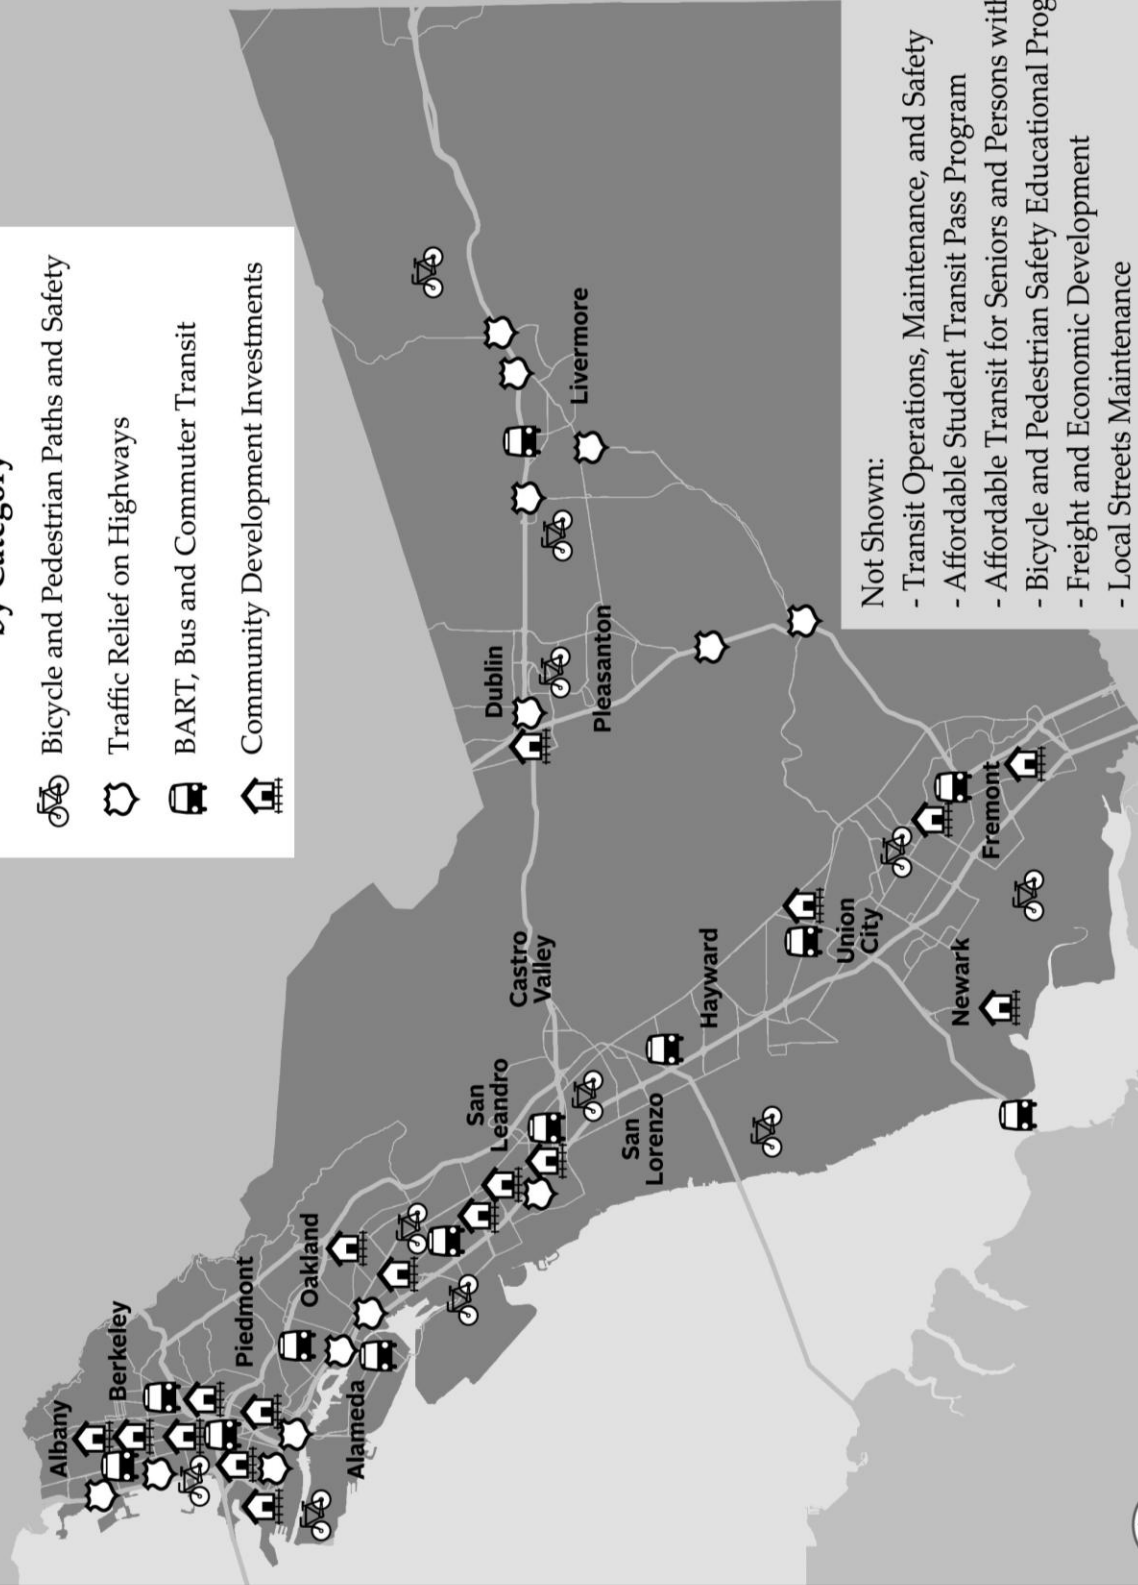 by Category
Bicycle and Pedestrian Paths and Safety
Traffic Relief on Highways
BART, Bus and Commuter Transit
Community Development Investments
Albany
Berkeley
Piedmont
Oakland
Alameda
San
Leandro
San
Lorenzo
Castro
Valley
Hayward
Union
City
Newark
Fremont
Dublin
Pleasanton
Livermore
Not Shown:
- Transit Operations, Maintenance, and Safety
- Affordable Student Transit Pass Program
- Affordable Transit for Seniors and Persons with
- Bicycle and Pedestrian Safety Educational Prog
- Freight and Economic Development
- Local Streets Maintenance